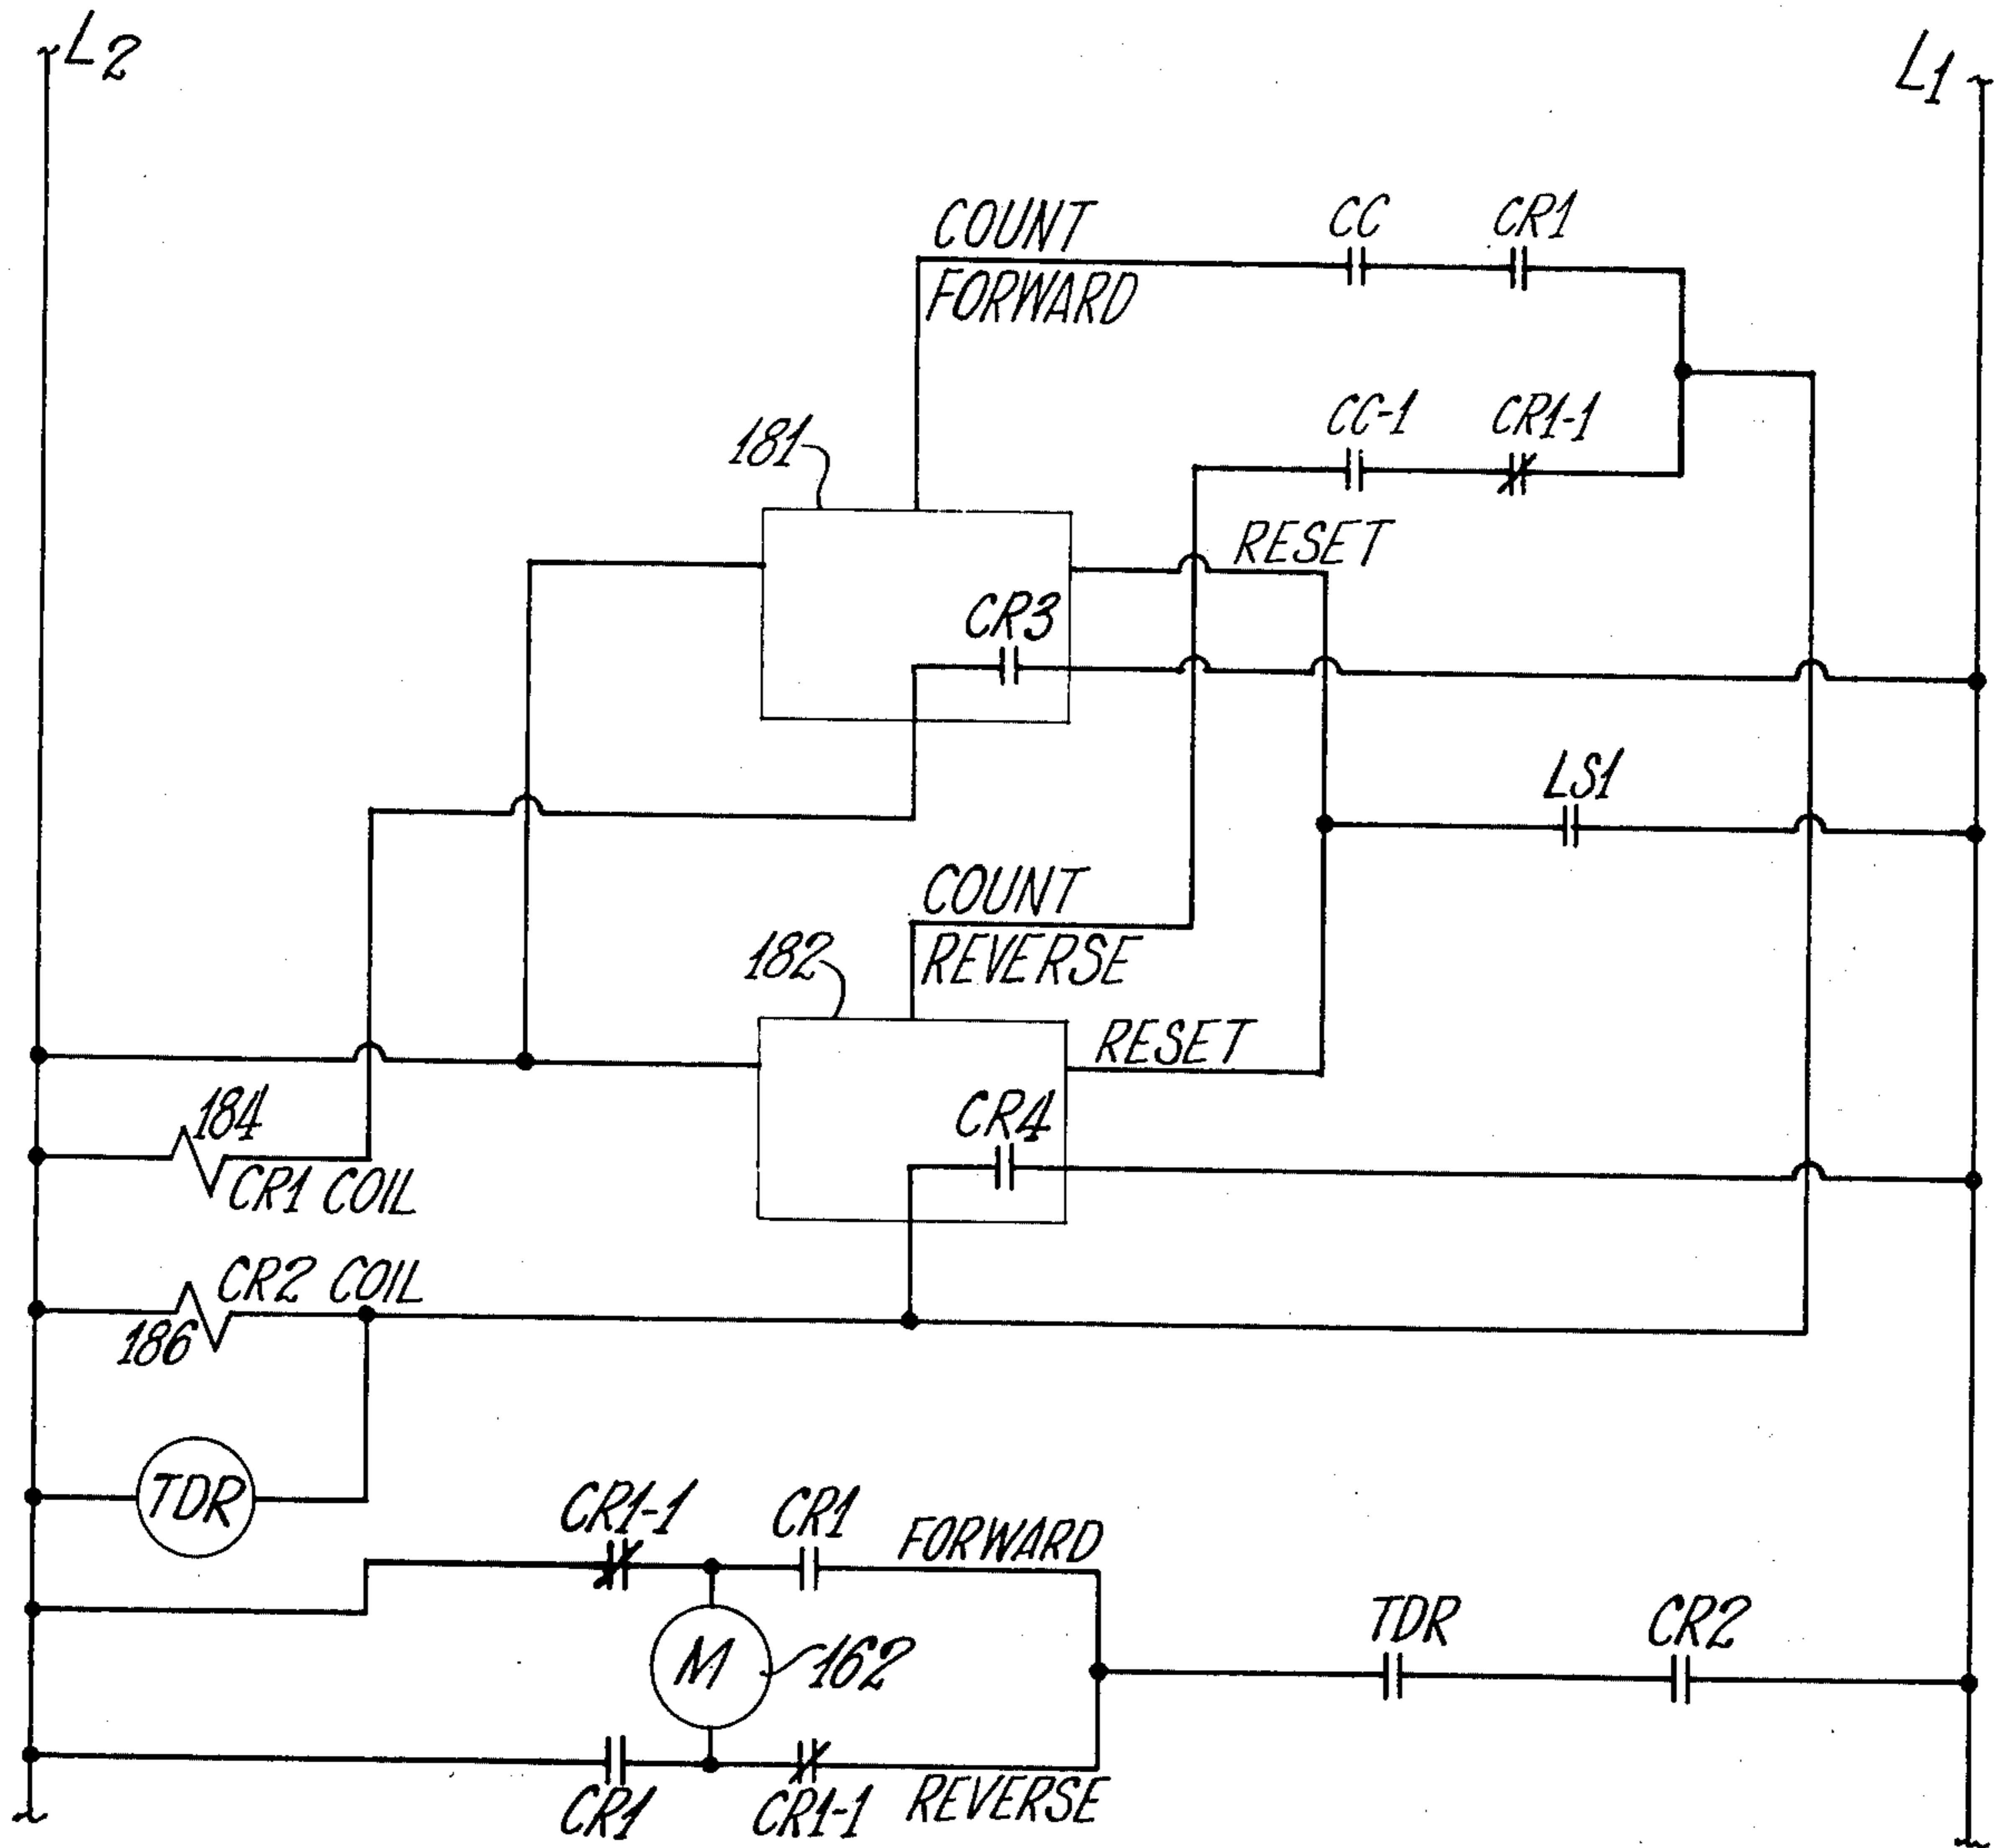 L2
L1
COUNT
FORWARD
CC
CR1
CC-1
CR1-1
181
RESET
CR3
LS1
COUNT
REVERSE
182
RESET
184
CR1 COIL
CR4
CR2 COIL
186
TDR
CR1-1
CR1
FORWARD
TDR
CR2
M
162
CR1
CR1-1
REVERSE